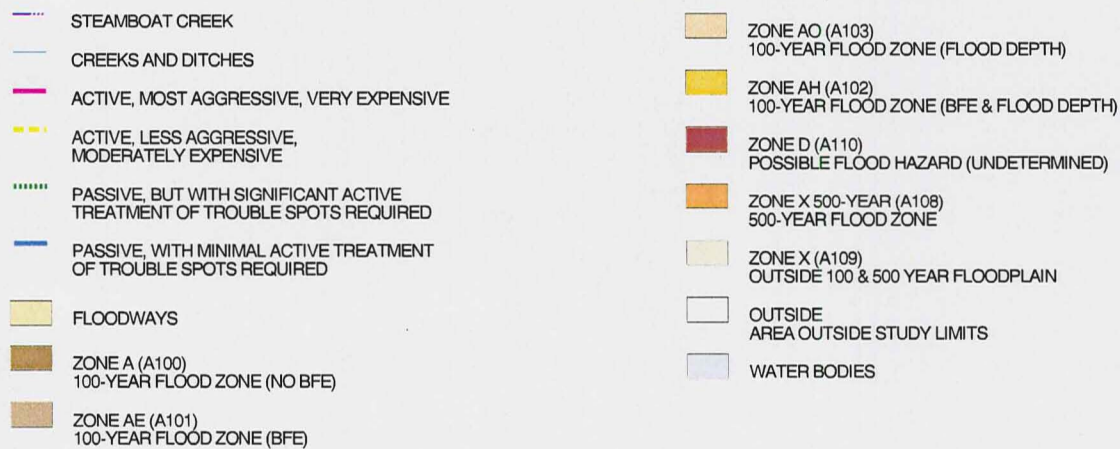 STEAMBOAT CREEK
CREEKS AND DITCHES
ACTIVE, MOST AGGRESSIVE, VERY EXPENSIVE
ACTIVE, LESS AGGRESSIVE,
MODERATELY EXPENSIVE
PASSIVE, BUT WITH SIGNIFICANT ACTIVE
TREATMENT OF TROUBLE SPOTS REQUIRED
PASSIVE, WITH MINIMAL ACTIVE TREATMENT
OF TROUBLE SPOTS REQUIRED
FLOODWAYS
ZONE A (A100)
100-YEAR FLOOD ZONE (NO BFE)
ZONE AE (A101)
100-YEAR FLOOD ZONE (BFE)
ZONE AO (A103)
100-YEAR FLOOD ZONE (FLOOD DEPTH)
ZONE AH (A102)
100-YEAR FLOOD ZONE (BFE & FLOOD DEPTH)
ZONE D (A110)
POSSIBLE FLOOD HAZARD (UNDETERMINED)
ZONE X 500-YEAR (A108)
500-YEAR FLOOD ZONE
ZONE X (A109)
OUTSIDE 100 & 500 YEAR FLOODPLAIN
OUTSIDE
AREA OUTSIDE STUDY LIMITS
WATER BODIES